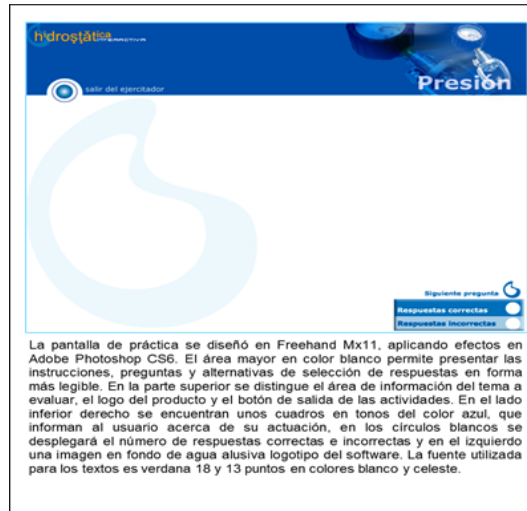 hidrostática
INTERACTIVA
salir del ejercitador
Presión
Siguiente pregunta
Respuestas correctas
Respuestas incorrectas
La pantalla de práctica se diseñó en Freehand Mx11, aplicando efectos en
Adobe Photoshop CS6. El área mayor en color blanco permite presentar las
instrucciones, preguntas y alternativas de selección de respuestas en forma
más legible. En la parte superior se distingue el área de información del tema a
evaluar, el logo del producto y el botón de salida de las actividades. En el lado
inferior derecho se encuentran unos cuadros en tonos del color azul, que
informan al usuario acerca de su actuación, en los círculos blancos se
desplegará el número de respuestas correctas e incorrectas y en el izquierdo
una imagen en fondo de agua alusiva logotipo del software. La fuente utilizada
para los textos es verdana 18 y 13 puntos en colores blanco y celeste.